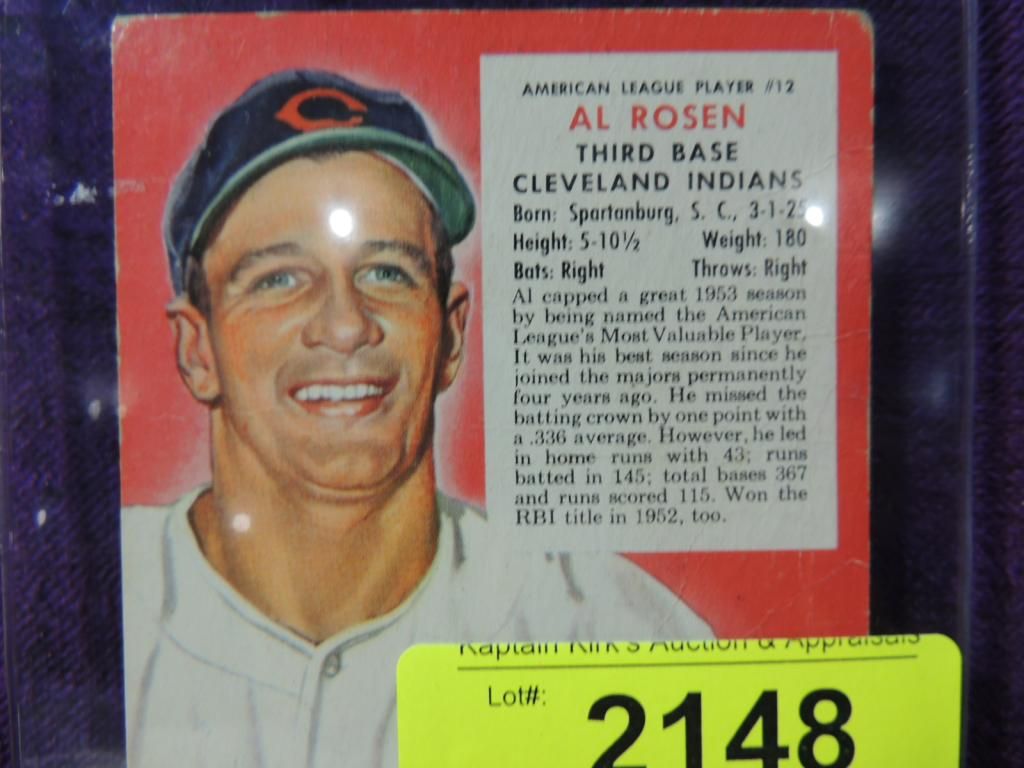 C
AMERICAN LEAGUE PLAYER #12
AL ROSEN
THIRD BASE
CLEVELAND INDIANS
Born: Spartanburg, S. C., 3-1-25
Height: 5-10½ Weight: 180
Bats: Right Throws: Right
Al capped a great 1953 season
by being named the American
League's Most Valuable Player.
It was his best season since he
joined the majors permanently
four years ago. He missed the
batting crown by one point with
a .336 average. However, he led
in home runs with 43; runs
batted in 145; total bases 367
and runs scored 115. Won the
RBI title in 1952, too.
Kaptain Kirk's Auction & Appraisals
Lot#:
2148